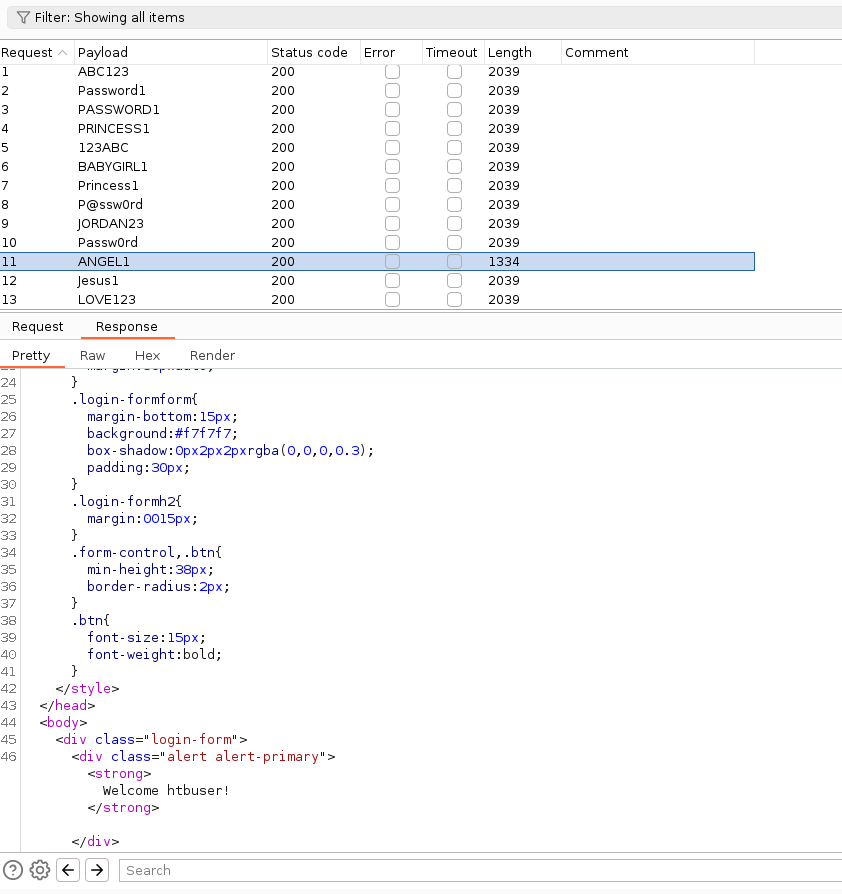 Filter: Showing all items
Request Payload Status code Error Timeout Length Comment
1 ABC123 200 2039
2 Password1 200 2039
3 PASSWORD1 200 2039
4 PRINCESS1 200 2039
5 123ABC 200 2039
6 BABYGIRL1 200 2039
7 Princess1 200 2039
8 P@ssw0rd 200 2039
9 JORDAN23 200 2039
10 Passw0rd 200 2039
11 ANGEL1 200 1334
12 Jesus1 200 2039
13 LOVE123 200 2039
Request Response
Pretty Raw Hex Render
24 }
25 .login-formform{
26 margin-bottom:15px;
27 background:#f7f7f7;
28 box-shadow:0px2px2pxrgba(0,0,0,0.3);
29 padding:30px;
30 }
31 .login-formh2{
32 margin:0015px;
33 }
34 .form-control,.btn{
35 min-height:38px;
36 border-radius:2px;
37 }
38 .btn{
39 font-size:15px;
40 font-weight:bold;
41 }
42 </style>
43 </head>
44 <body>
45 <div class="login-form">
46 <div class="alert alert-primary">
<strong>
Welcome htbuser!
</strong>
</div>
Search